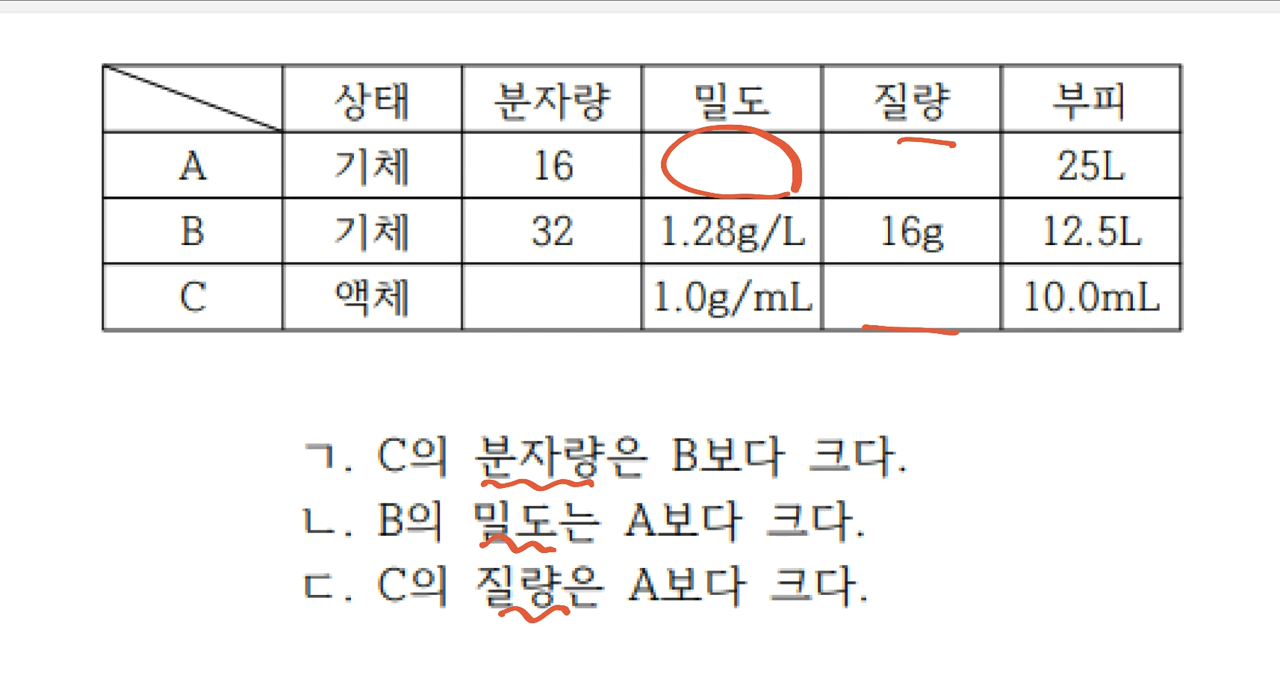 상태 분자량 밀도 질량 부피
A 기체 16 25L
B 기체 32 1.28g/L 16g 12.5L
C 액체 1.0g/mL 10.0mL
ㄱ. C의 분자량은 B보다 크다.
ㄴ. B의 밀도는 A보다 크다.
ㄷ. C의 질량은 A보다 크다.